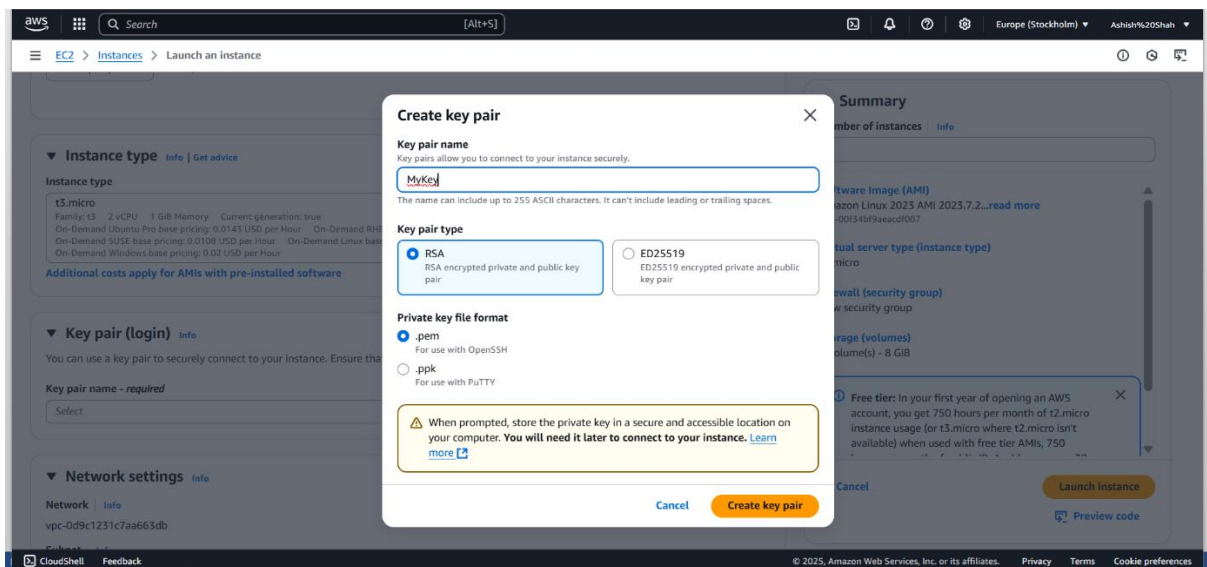 aws
Search
[Alt+S]
Europe (Stockholm) ▼
Ashish%20Shah ▼
EC2 > Instances > Launch an instance
▼ Instance type Info | Get advice
Instance type
t3.micro
Family: t3 2 vCPU 1 GiB Memory Current generation: true
On-Demand Ubuntu Pro base pricing: 0.0143 USD per Hour On-Demand RHE
On-Demand SUSE base pricing: 0.0108 USD per Hour On-Demand Linux base
On-Demand Windows base pricing: 0.02 USD per Hour
Additional costs apply for AMIs with pre-installed software
▼ Key pair (login) Info
You can use a key pair to securely connect to your instance. Ensure tha
Key pair name - required
Select
▼ Network settings Info
Network | Info
vpc-0d9c1231c7aa663db
Create key pair
Key pair name
Key pairs allow you to connect to your instance securely.
MyKey
The name can include up to 255 ASCII characters. It can't include leading or trailing spaces.
Key pair type
RSA
RSA encrypted private and public key
pair
ED25519
ED25519 encrypted private and public
key pair
Private key file format
.pem
For use with OpenSSH
.ppk
For use with PuTTY
When prompted, store the private key in a secure and accessible location on
your computer. You will need it later to connect to your instance. Learn
more
Cancel
Create key pair
Summary
mber of instances | Info
tware Image (AMI)
azon Linux 2023 AMI 2023.7.2...read more
-00f34bf9aeacdf007
tual server type (instance type)
micro
ewall (security group)
w security group
rage (volumes)
olume(s) - 8 GiB
Free tier: In your first year of opening an AWS
account, you get 750 hours per month of t2.micro
instance usage (or t3.micro where t2.micro isn't
available) when used with free tier AMIs, 750
Cancel
Launch instance
Preview code
CloudShell Feedback
© 2025, Amazon Web Services, Inc. or its affiliates. Privacy Terms Cookie preferences